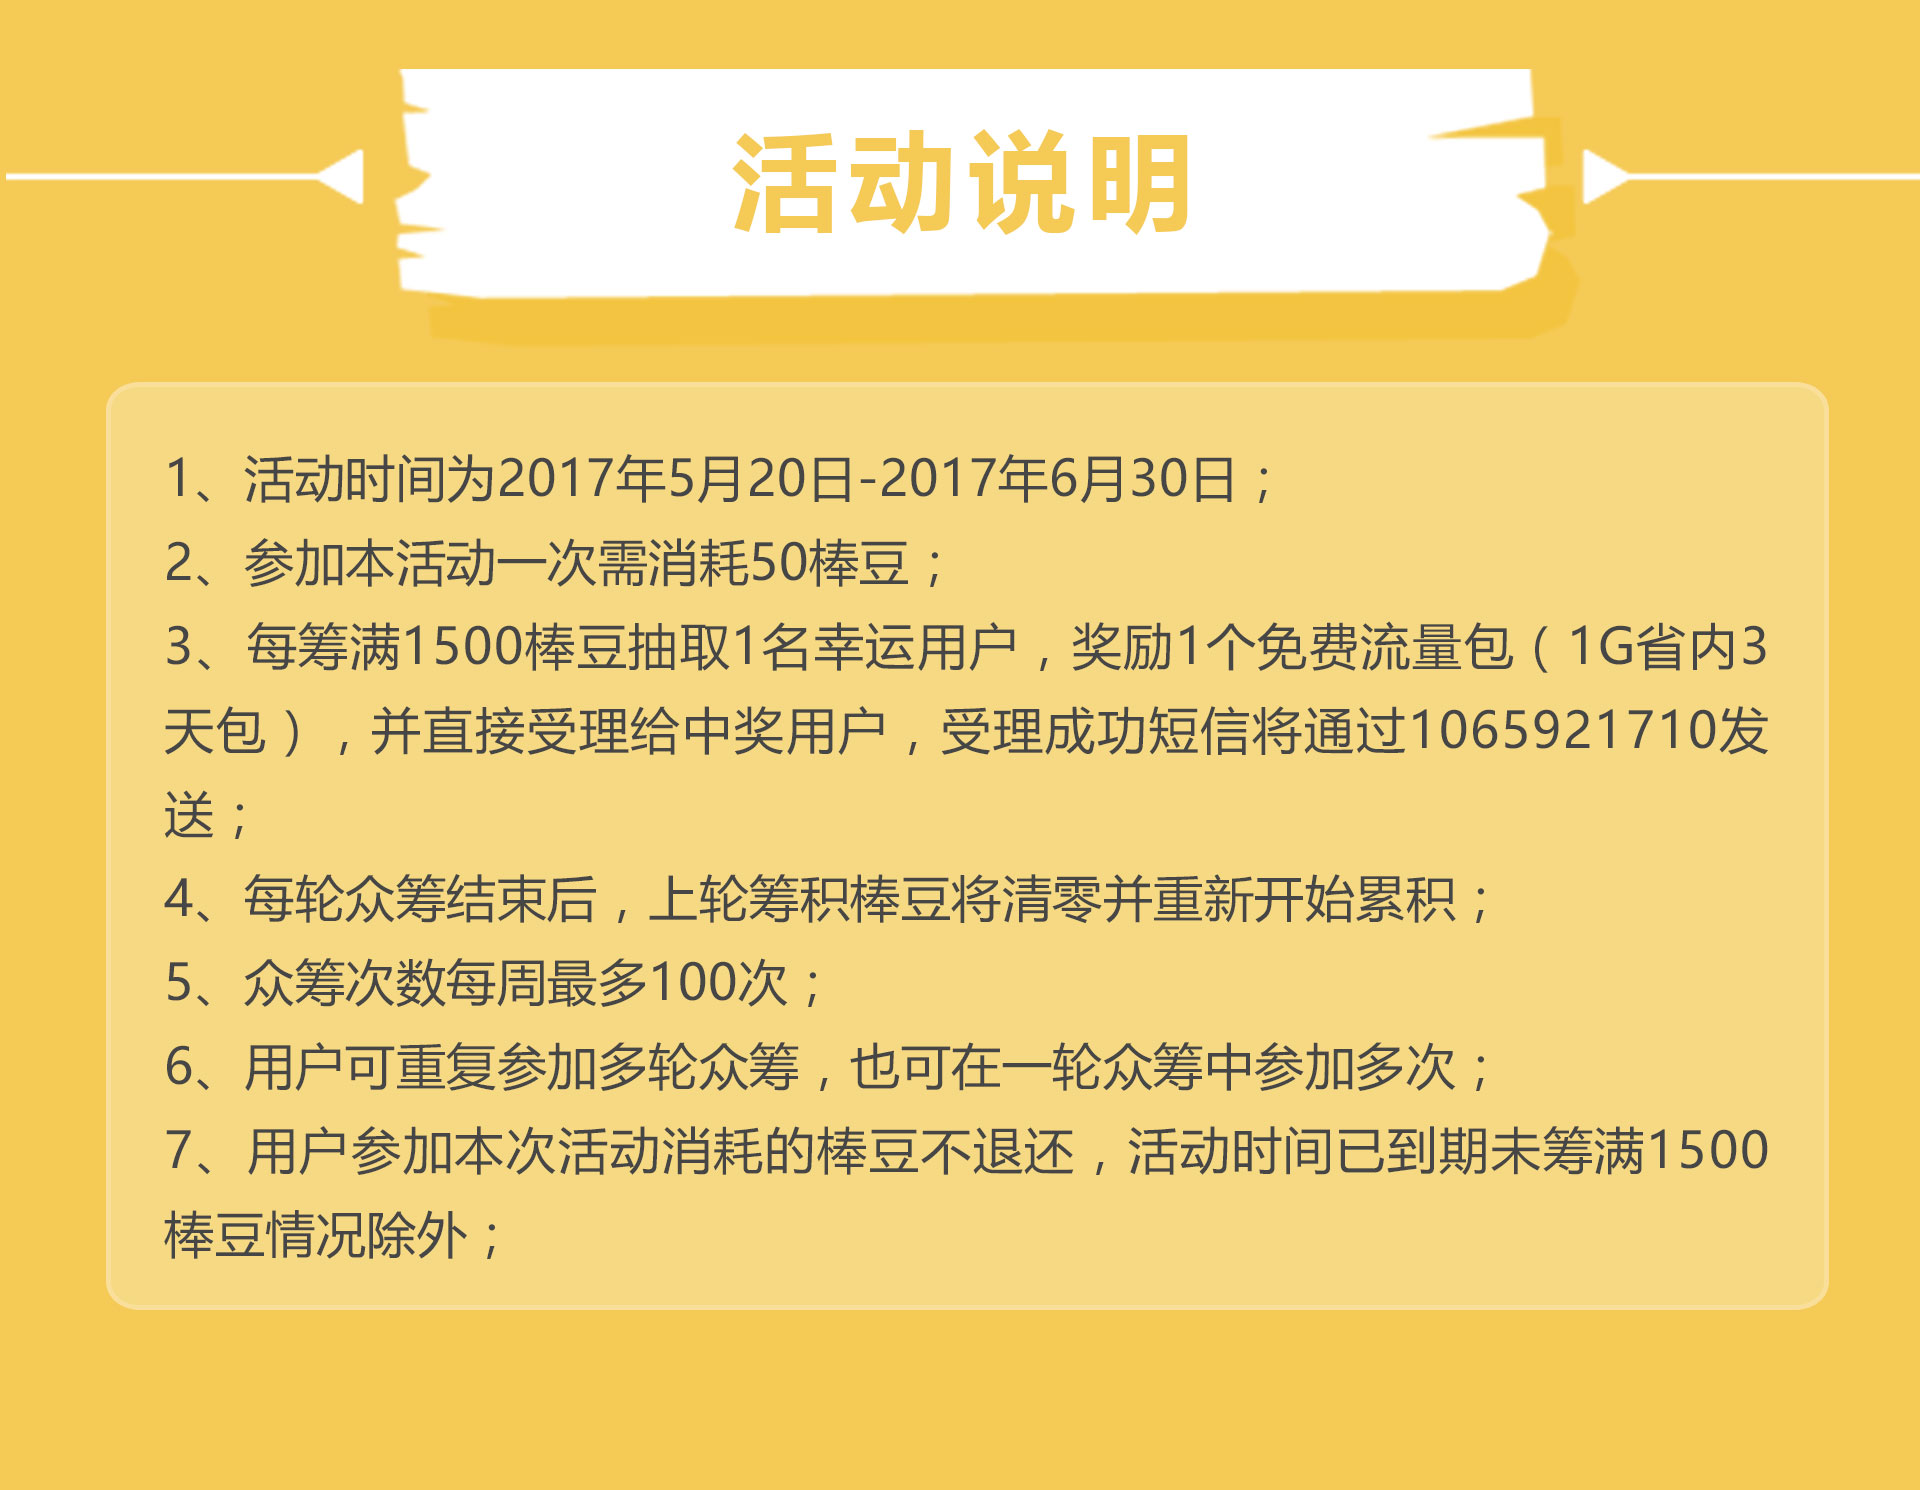 活动说明
1、活动时间为2017年5月20日-2017年6月30日；
2、参加本活动一次需消耗50棒豆；
3、每筹满1500棒豆抽取1名幸运用户，奖励1个免费流量包（1G省内3
天包），并直接受理给中奖用户，受理成功短信将通过1065921710发
送；
4、每轮众筹结束后，上轮筹积棒豆将清零并重新开始累积；
5、众筹次数每周最多100次；
6、用户可重复参加多轮众筹，也可在一轮众筹中参加多次；
7、用户参加本次活动消耗的棒豆不退还，活动时间已到期未筹满1500
棒豆情况除外；